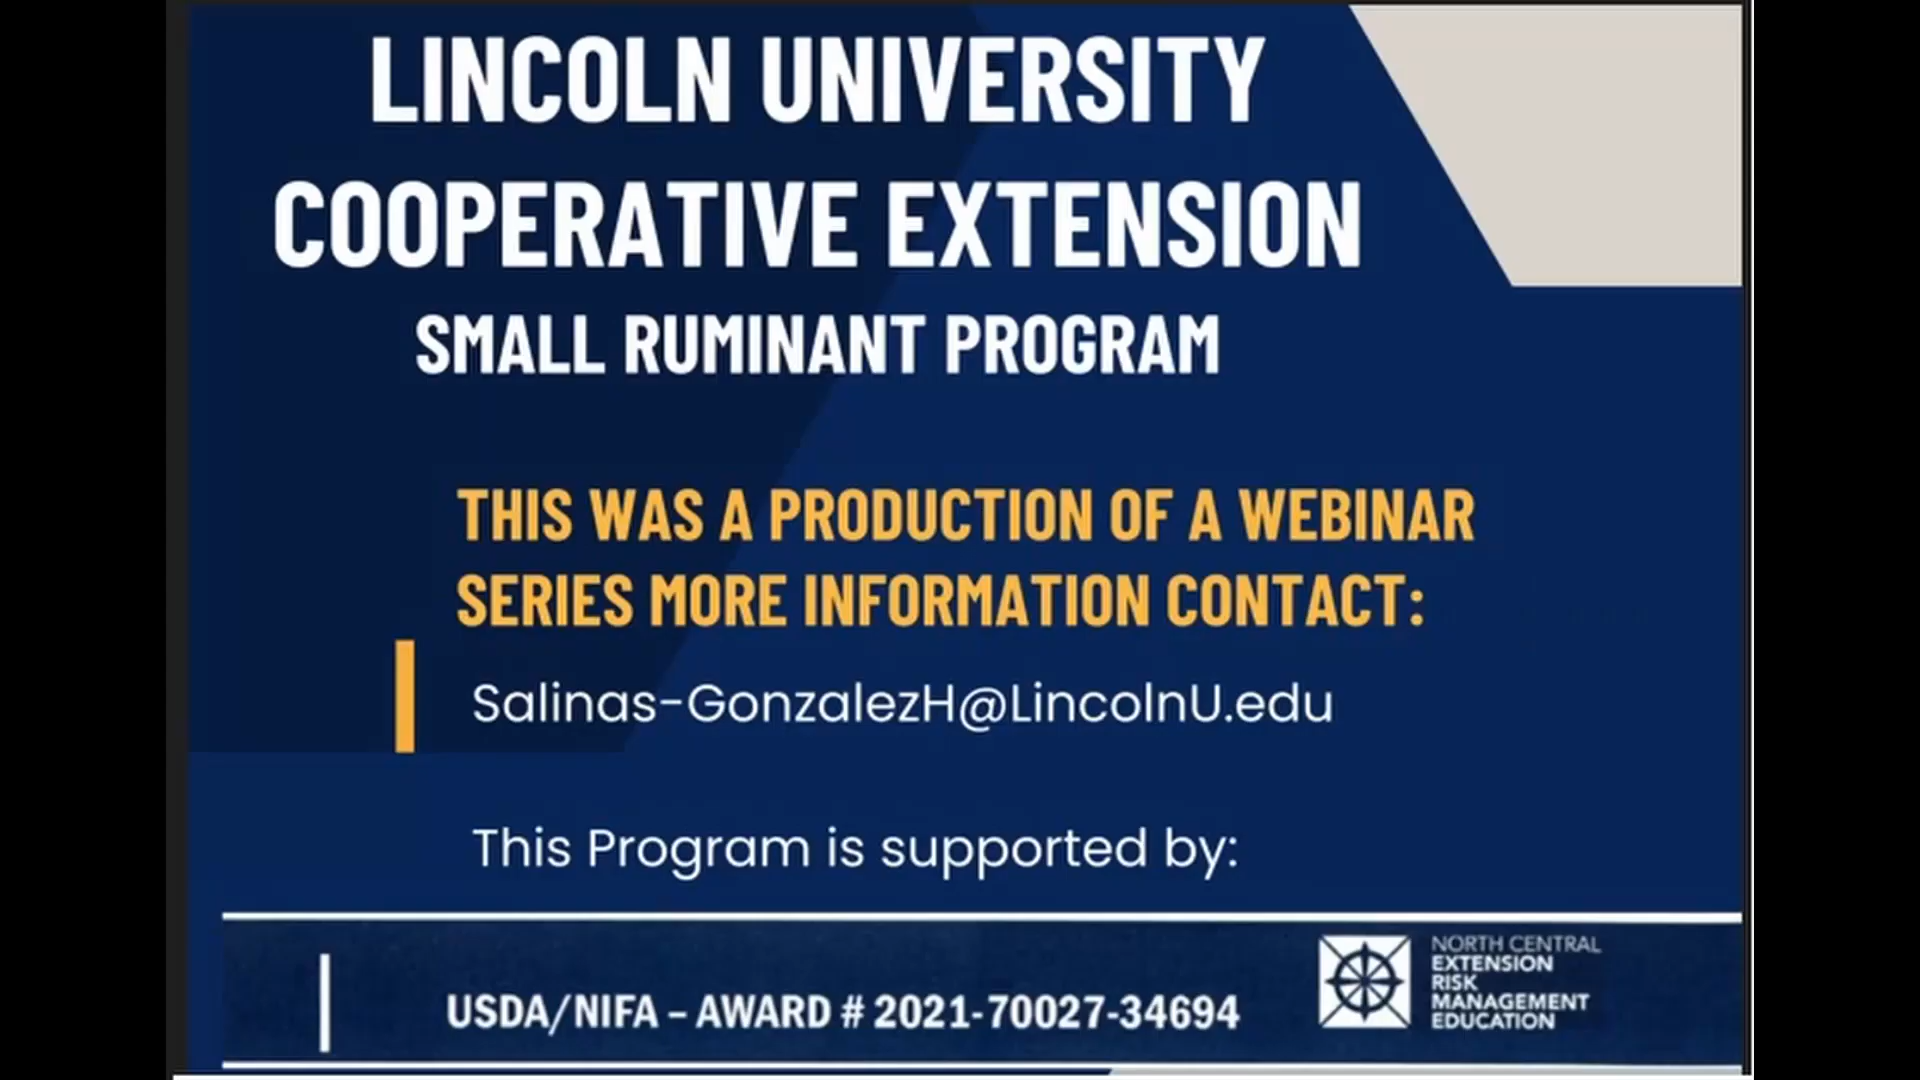 LINCOLN UNIVERSITY
COOPERATIVE EXTENSION
SMALL RUMINANT PROGRAM
THIS WAS A PRODUCTION OF A WEBINAR
SERIES MORE INFORMATION CONTACT:
Salinas-GonzalezH@LincolnU.edu
This Program is supported by:
USDA/NIFA – AWARD # 2021-70027-34694
NORTH CENTRAL
EXTENSION
RISK
MANAGEMENT
EDUCATION